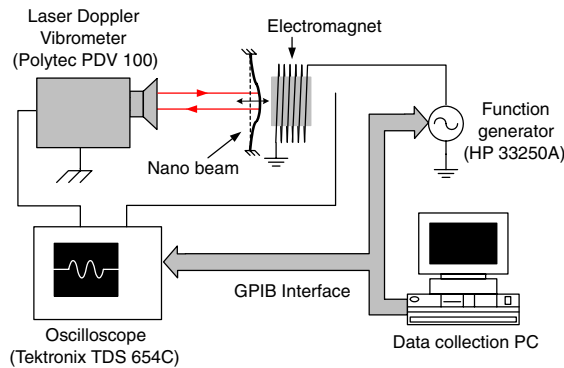 Laser Doppler
Vibrometer
(Polytec PDV 100)
Electromagnet
Nano beam
Function
generator
(HP 33250A)
GPIB Interface
Oscilloscope
(Tektronix TDS 654C)
Data collection PC